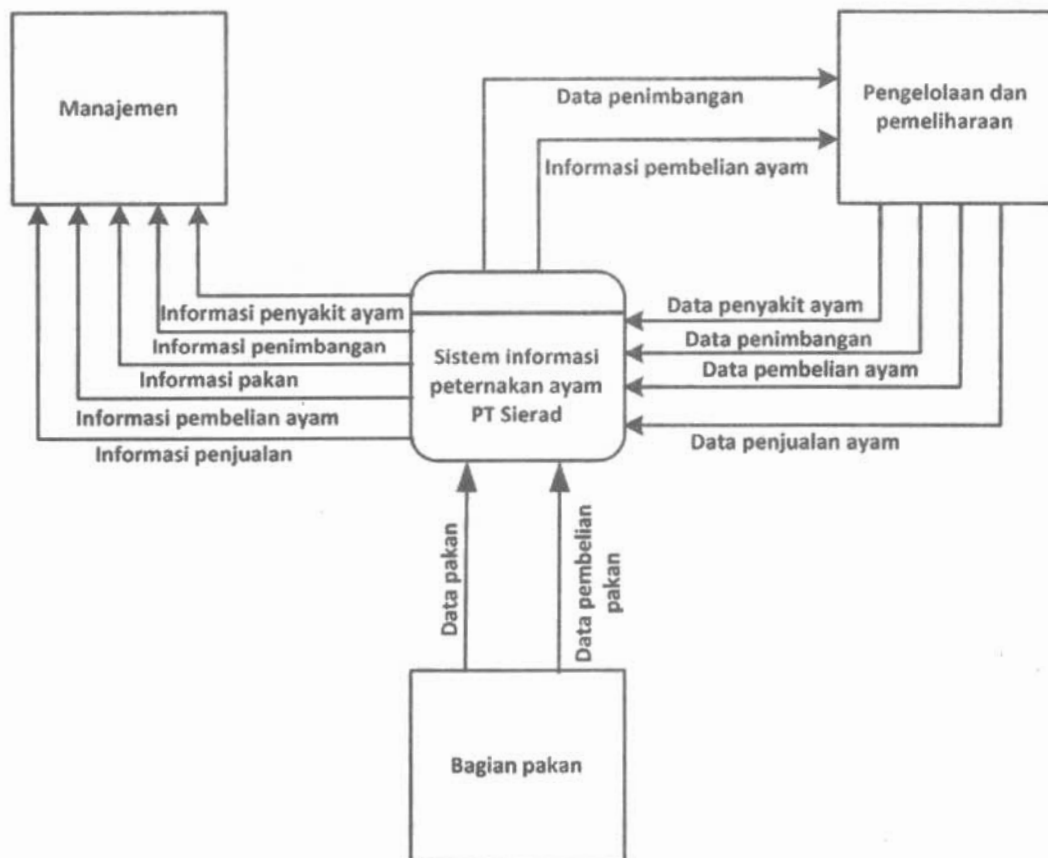 Manajemen
Data penimbangan
Pengelolaan dan
pemeliharaan
Informasi pembelian ayam
Informasi penyakit ayam
Informasi penimbangan
Informasi pakan
Informasi pembelian ayam
Informasi penjualan
Sistem informasi
peternakan ayam
PT Sierad
Data penyakit ayam
Data penimbangan
Data pembelian ayam
Data penjualan ayam
Data pakan
Data pembelian
pakan
Bagian pakan